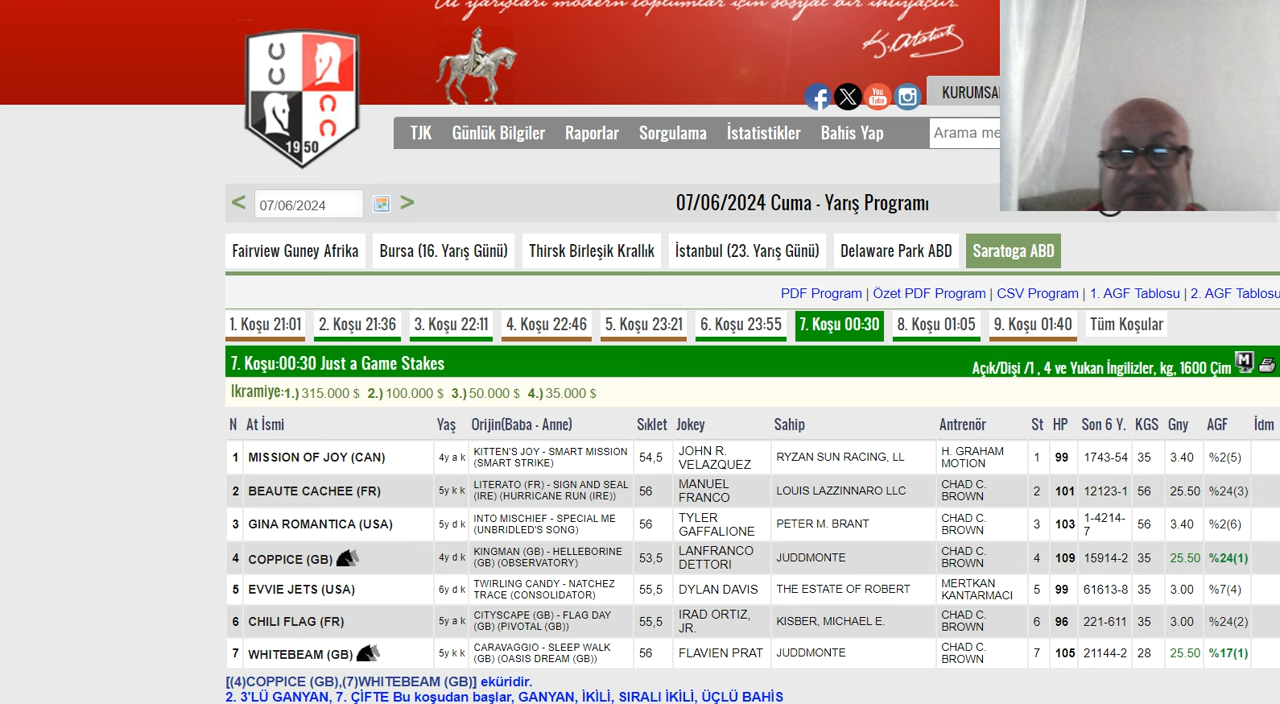 At yarışları modern toplumlar için sosyal bir ihtiyaçtır.
K. Atatürk
1950
KURUMSAL
TJK Günlük Bilgiler Raporlar Sorgulama İstatistikler Bahis Yap Arama me
< 07/06/2024 > 07/06/2024 Cuma - Yarış Programı
Fairview Guney Afrika Bursa (16. Yarış Günü) Thirsk Birleşik Krallık İstanbul (23. Yarış Günü) Delaware Park ABD Saratoga ABD
PDF Program | Özet PDF Program | CSV Program | 1. AGF Tablosu | 2. AGF Tablosu
1. Koşu 21:01 2. Koşu 21:36 3. Koşu 22:11 4. Koşu 22:46 5. Koşu 23:21 6. Koşu 23:55 7. Koşu 00:30 8. Koşu 01:05 9. Koşu 01:40 Tüm Koşular
7. Koşu:00:30 Just a Game Stakes Açık/Dişi /1 , 4 ve Yukarı İngilizler, kg, 1600 Çim M
Ikramiye:1.) 315.000 $ 2.) 100.000 $ 3.) 50.000 $ 4.) 35.000 $
N At İsmi Yaş Orijin(Baba - Anne) Sıklet Jokey Sahip Antrenör St HP Son 6 Y. KGS Gny AGF İdm
1 MISSION OF JOY (CAN) 4y a k KITTEN'S JOY - SMART MISSION (SMART STRIKE) 54,5 JOHN R. VELAZQUEZ RYZAN SUN RACING, LL H. GRAHAM MOTION 1 99 1743-54 35 3.40 %2(5)
2 BEAUTE CACHEE (FR) 5y k k LITERATO (FR) - SIGN AND SEAL (IRE) (HURRICANE RUN (IRE)) 56 MANUEL FRANCO LOUIS LAZZINNARO LLC CHAD C. BROWN 2 101 12123-1 56 25.50 %24(3)
3 GINA ROMANTICA (USA) 5y d k INTO MISCHIEF - SPECIAL ME (UNBRIDLED'S SONG) 56 TYLER GAFFALIONE PETER M. BRANT CHAD C. BROWN 3 103 1-4214-7 56 3.40 %2(6)
4 COPPICE (GB) 4y d k KINGMAN (GB) - HELLEBORINE (GB) (OBSERVATORY) 53,5 LANFRANCO DETTORI JUDDMONTE CHAD C. BROWN 4 109 15914-2 35 25.50 %24(1)
5 EVVIE JETS (USA) 6y d k TWIRLING CANDY - NATCHEZ TRACE (CONSOLIDATOR) 55,5 DYLAN DAVIS THE ESTATE OF ROBERT MERTKAN KANTARMACI 5 99 61613-8 35 3.00 %7(4)
6 CHILI FLAG (FR) 5y a k CITYSCAPE (GB) - FLAG DAY (GB) (PIVOTAL (GB)) 55,5 IRAD ORTIZ, JR. KISBER, MICHAEL E. CHAD C. BROWN 6 96 221-611 35 3.00 %24(2)
7 WHITEBEAM (GB) 5y k k CARAVAGGIO - SLEEP WALK (GB) (OASIS DREAM (GB)) 56 FLAVIEN PRAT JUDDMONTE CHAD C. BROWN 7 105 21144-2 28 25.50 %17(1)
[(4)COPPICE (GB),(7)WHITEBEAM (GB)] eküridir.
2. 3'LÜ GANYAN, 7. ÇİFTE Bu koşudan başlar, GANYAN, İKİLİ, SIRALI İKİLİ, ÜÇLÜ BAHİS